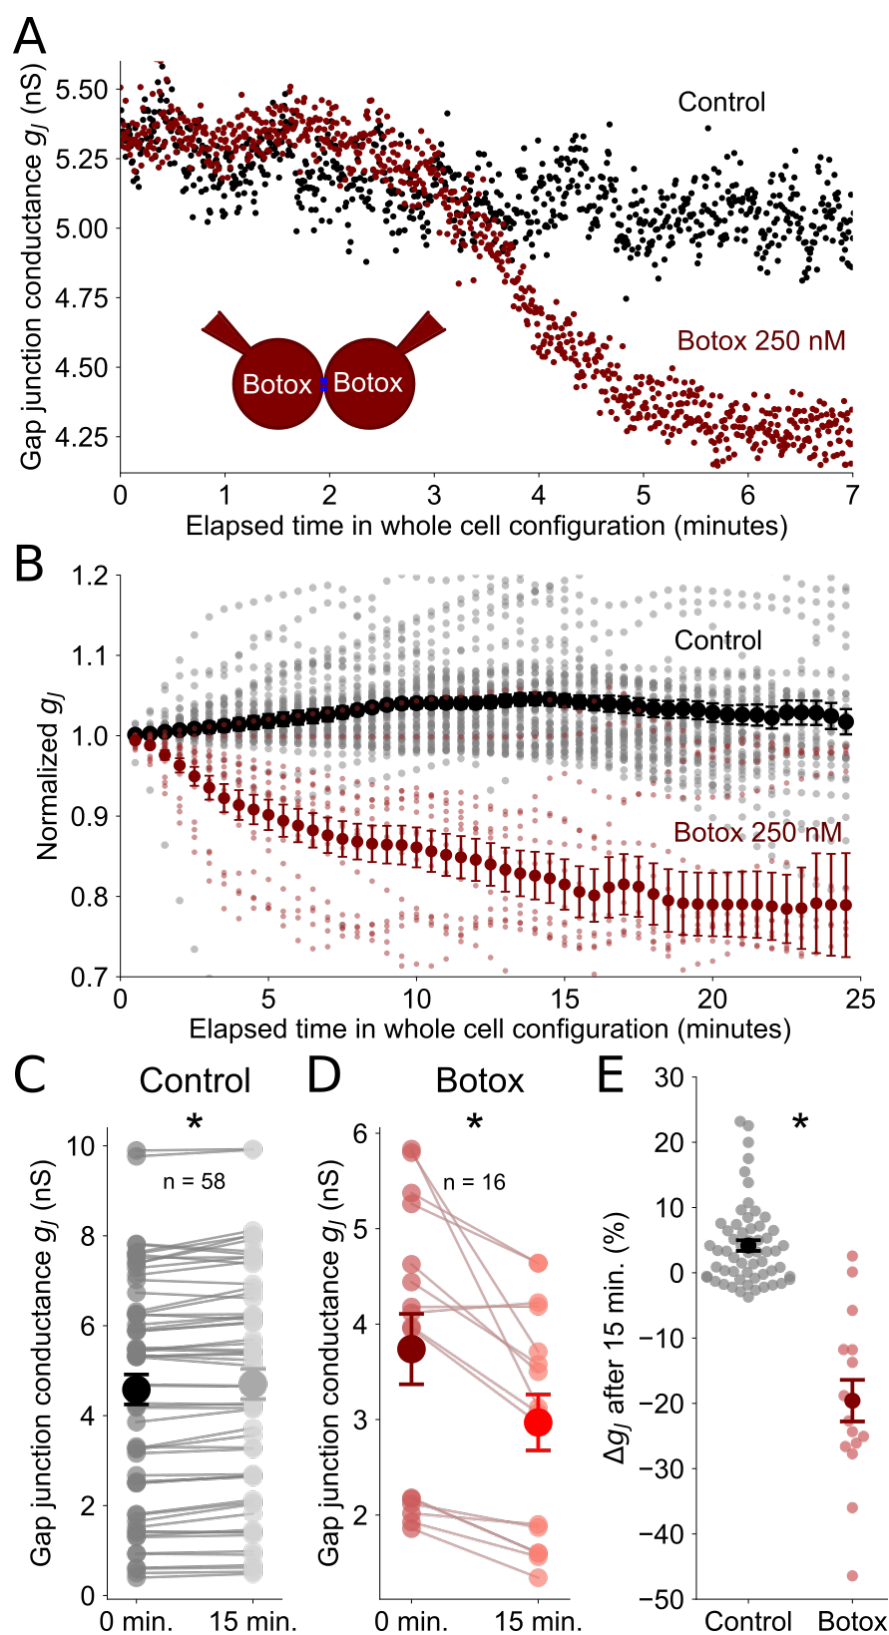 A
Gap junction conductance gJ (nS)
5.50
5.25
5.00
4.75
4.50
4.25
Control
Botox 250 nM
Botox Botox
0 1 2 3 4 5 6 7
Elapsed time in whole cell configuration (minutes)
B
Normalized gJ
1.2
1.1
1.0
0.9
0.8
0.7
Control
Botox 250 nM
0 5 10 15 20 25
Elapsed time in whole cell configuration (minutes)
C
Control
*
n = 58
Gap junction conductance gJ (nS)
10
8
6
4
2
0
0 min. 15 min.
D
Botox
*
n = 16
Gap junction conductance gJ (nS)
6
5
4
3
2
0 min. 15 min.
E
*
ΔgJ after 15 min. (%)
30
20
10
0
−10
−20
−30
−40
−50
Control Botox